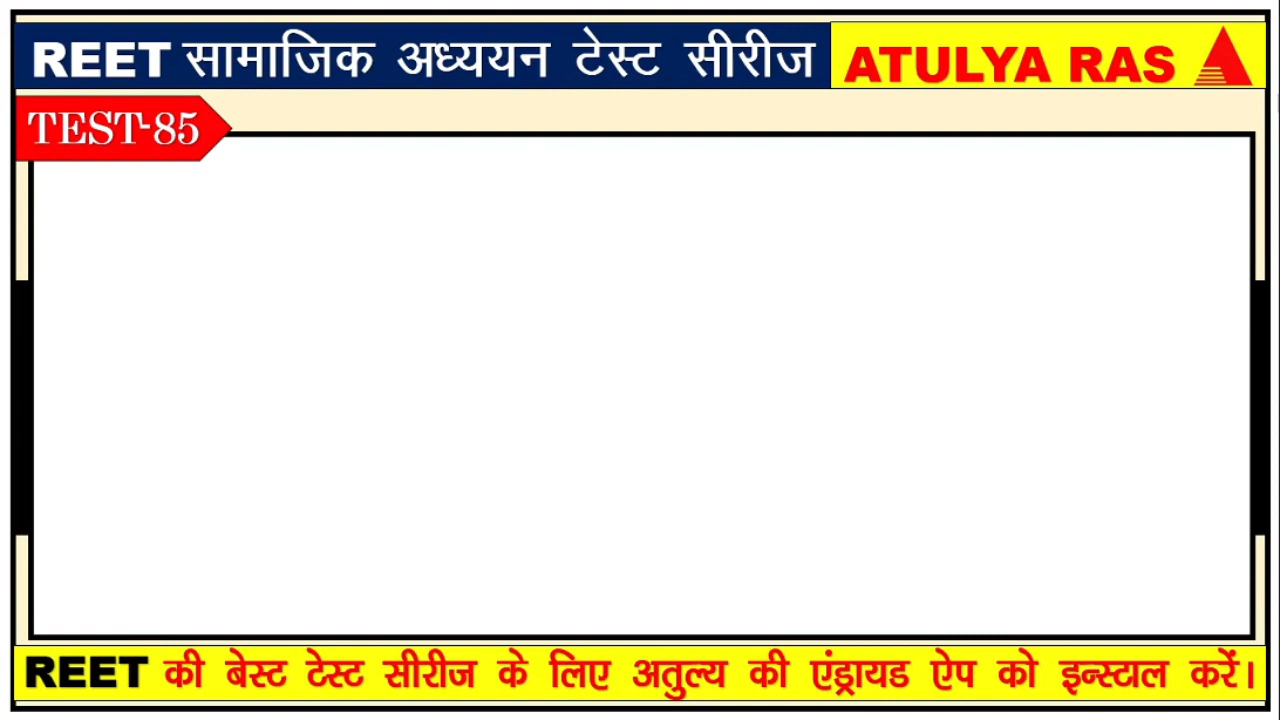 REET सामाजिक अध्ययन टेस्ट सीरीज ATULYA RAS
TEST-85
REET की बेस्ट टेस्ट सीरीज के लिए अतुल्य की एंड्रायड ऐप को इन्स्टाल करें।